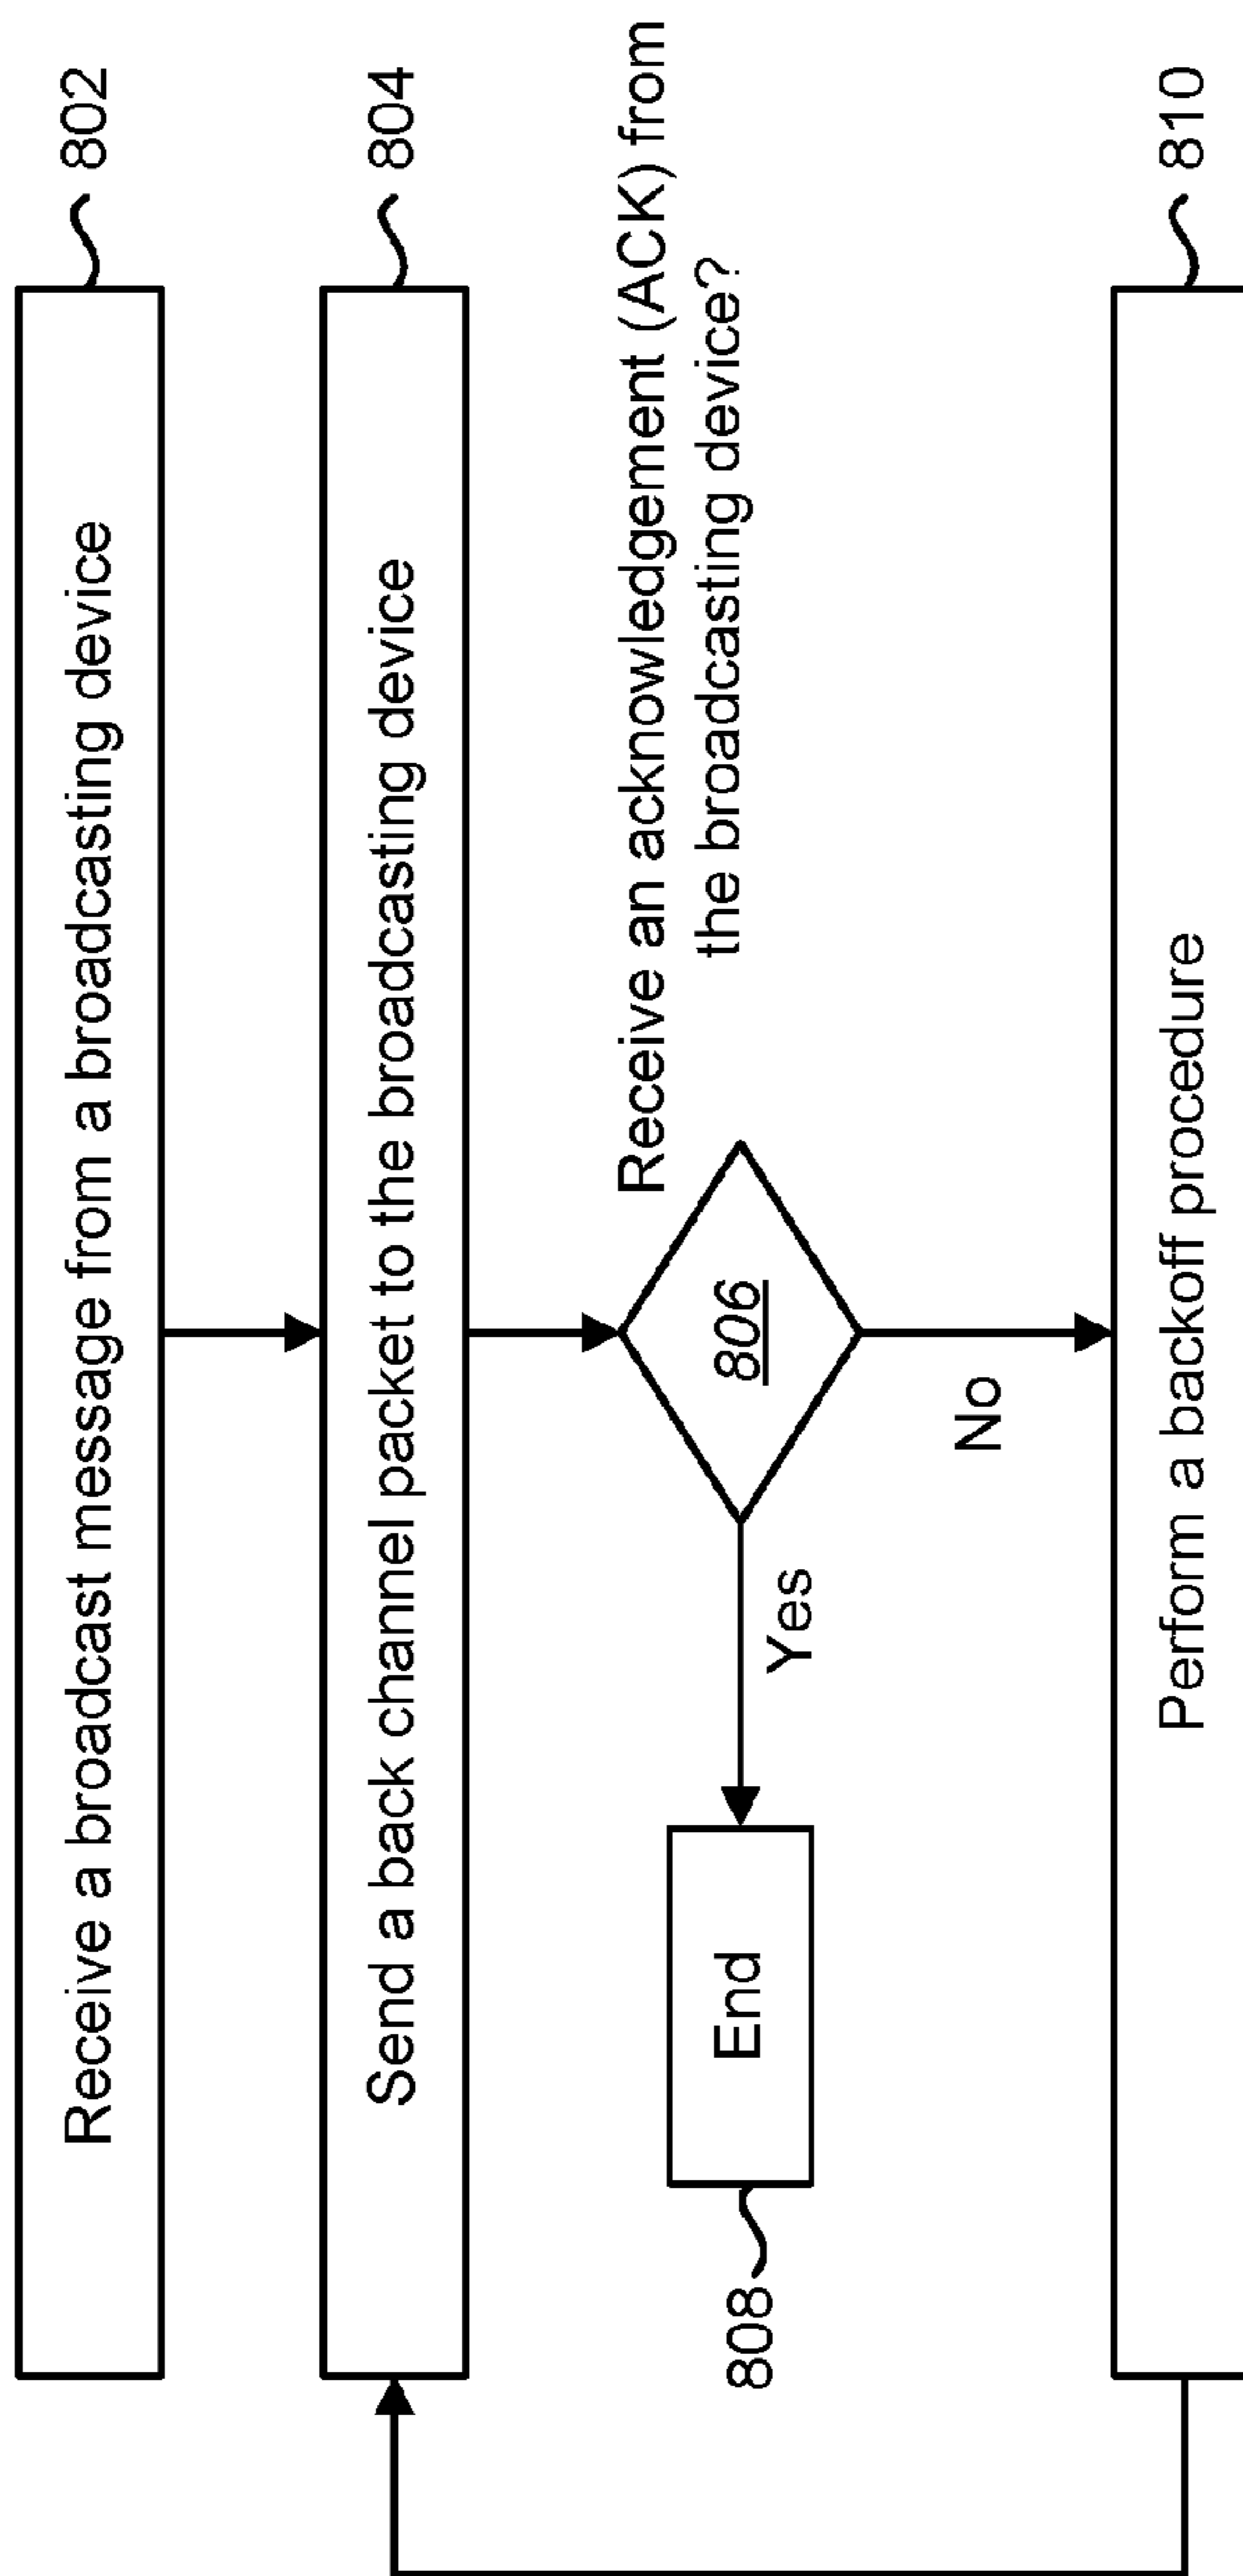 Receive a broadcast message from a broadcasting device
802
Send a back channel packet to the broadcasting device
804
Receive an acknowledgement (ACK) from
the broadcasting device?
806
Yes
End
808
No
Perform a backoff procedure
810